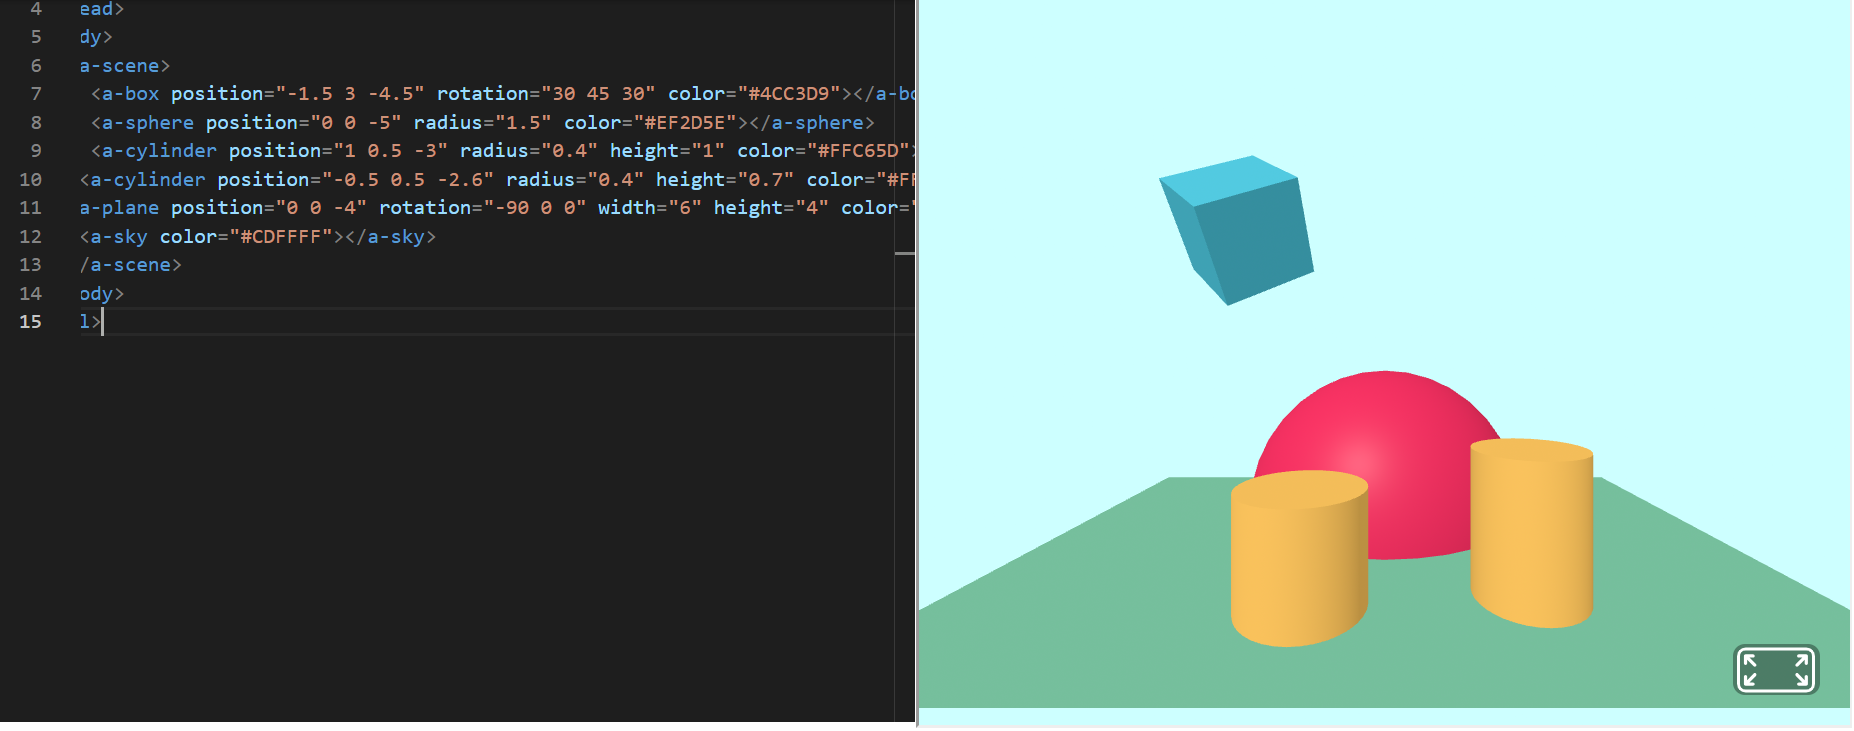 4 ead>
5 dy>
6 a-scene>
7 <a-box position="-1.5 3 -4.5" rotation="30 45 30" color="#4CC3D9"></a-bo
8 <a-sphere position="0 0 -5" radius="1.5" color="#EF2D5E"></a-sphere>
9 <a-cylinder position="1 0.5 -3" radius="0.4" height="1" color="#FFC65D">
10 <a-cylinder position="-0.5 0.5 -2.6" radius="0.4" height="0.7" color="#FF
11 a-plane position="0 0 -4" rotation="-90 0 0" width="6" height="4" color="
12 <a-sky color="#CDFFFF"></a-sky>
13 /a-scene>
14 ody>
15 l>